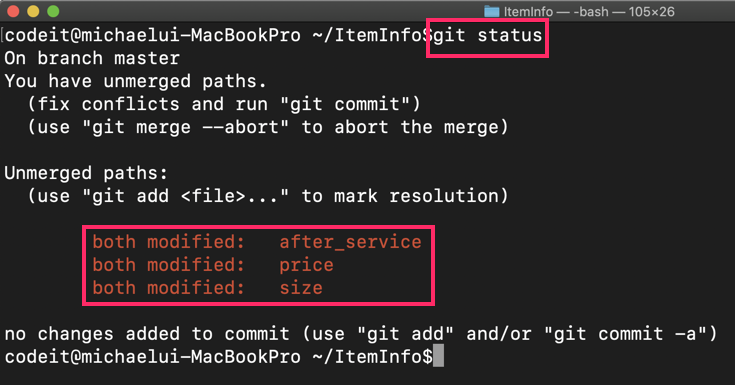 ItemInfo — -bash — 105×26
codeit@michaelui-MacBookPro ~/ItemInfo$git status
On branch master
You have unmerged paths.
  (fix conflicts and run "git commit")
  (use "git merge --abort" to abort the merge)

Unmerged paths:
  (use "git add <file>..." to mark resolution)

        both modified:   after_service
        both modified:   price
        both modified:   size

no changes added to commit (use "git add" and/or "git commit -a")
codeit@michaelui-MacBookPro ~/ItemInfo$